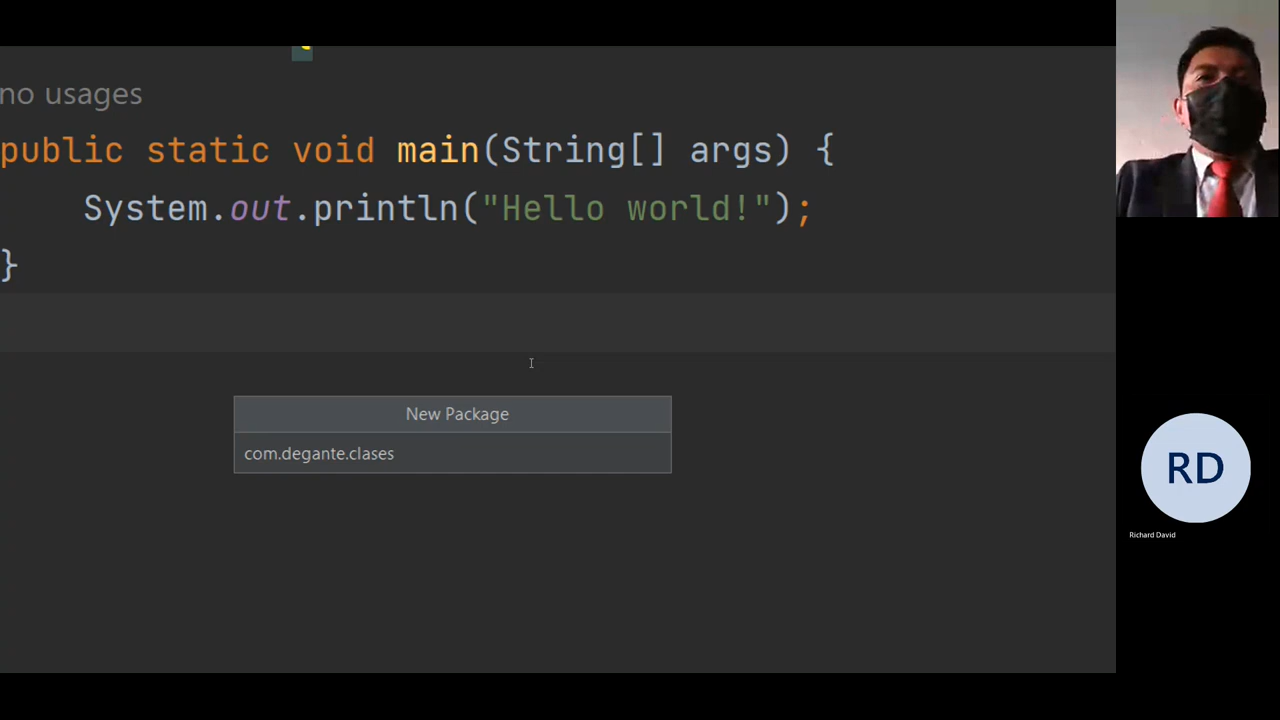 no usages
public static void main(String[] args) {
System.out.println("Hello world!");
}
New Package
com.degante.clases
RD
Richard David